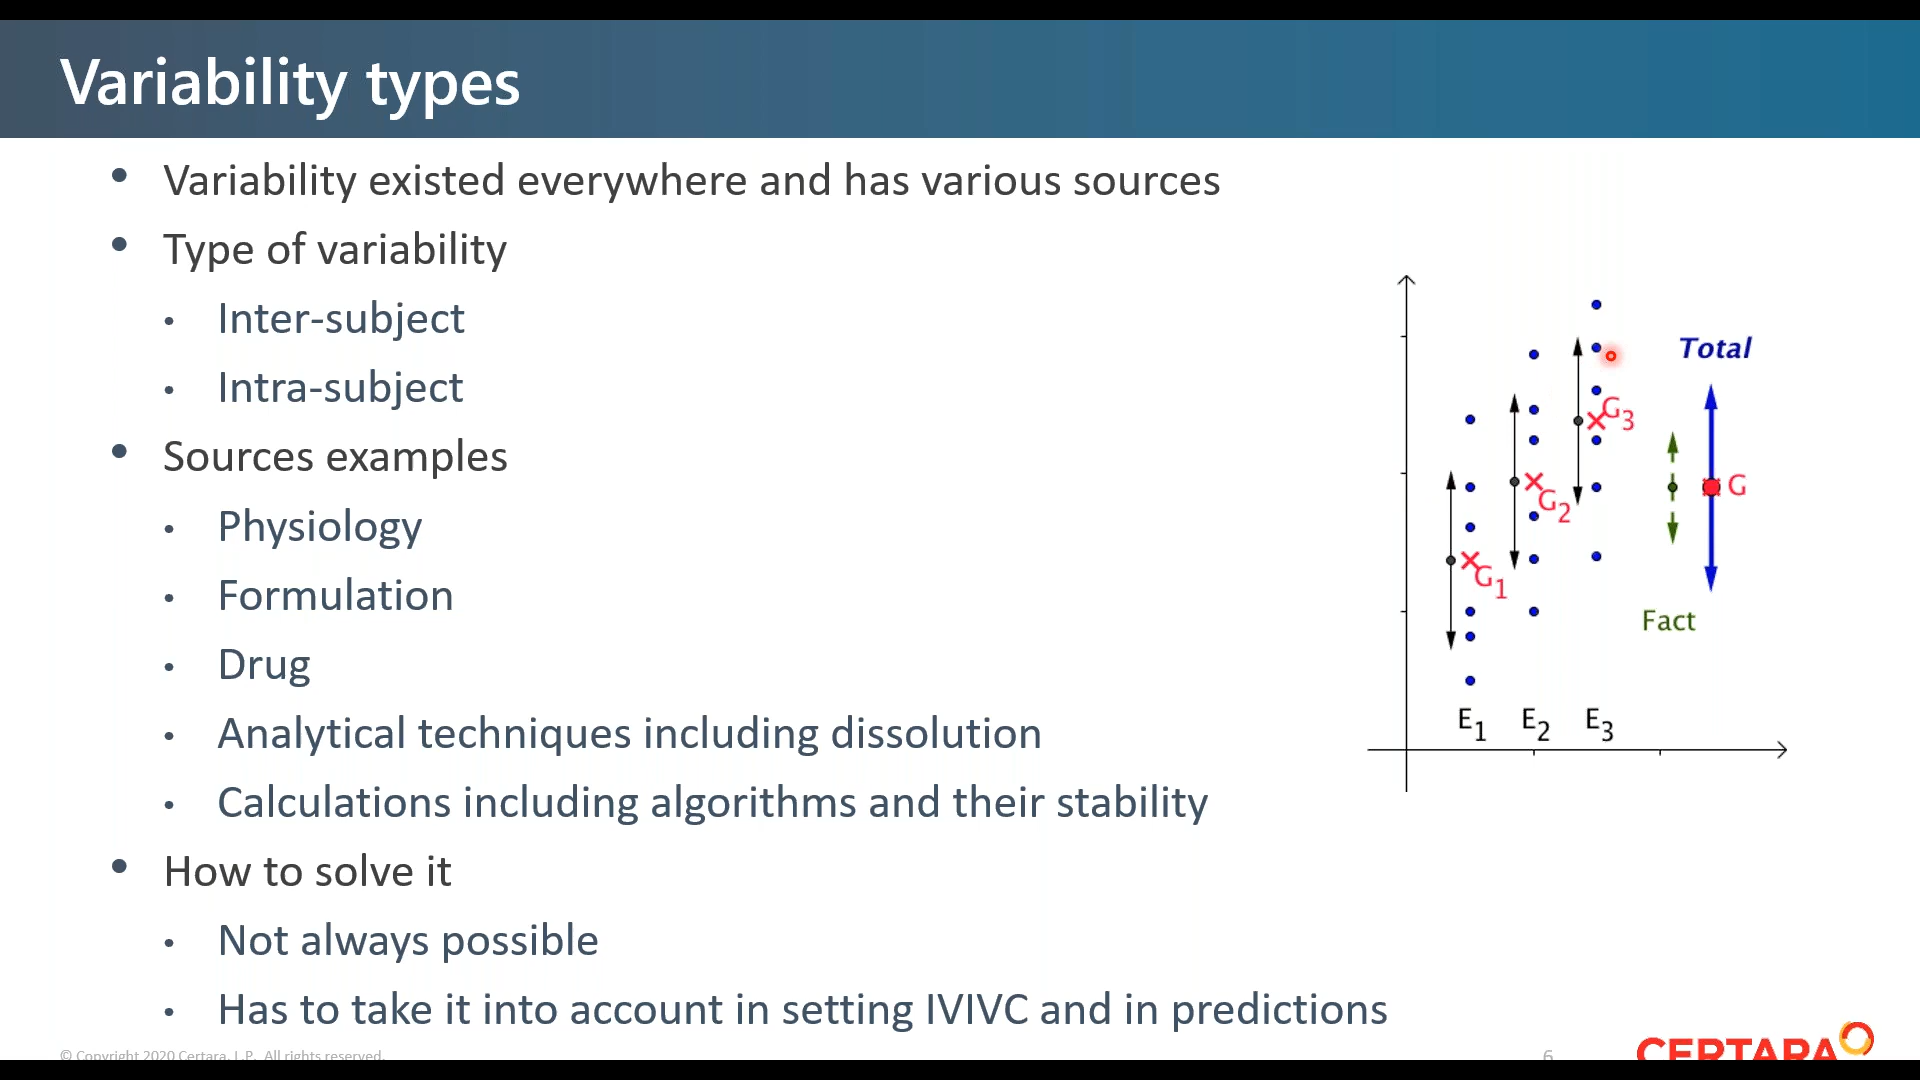 Variability types
• Variability existed everywhere and has various sources
• Type of variability
• Inter-subject
• Intra-subject
• Sources examples
• Physiology
• Formulation
• Drug
• Analytical techniques including dissolution
• Calculations including algorithms and their stability
• How to solve it
• Not always possible
• Has to take it into account in setting IVIVC and in predictions
Total
G3
G
G2
G1
Fact
E1 E2 E3
© Copyright 2020 Certara, L.P. All rights reserved.
6
CERTARA